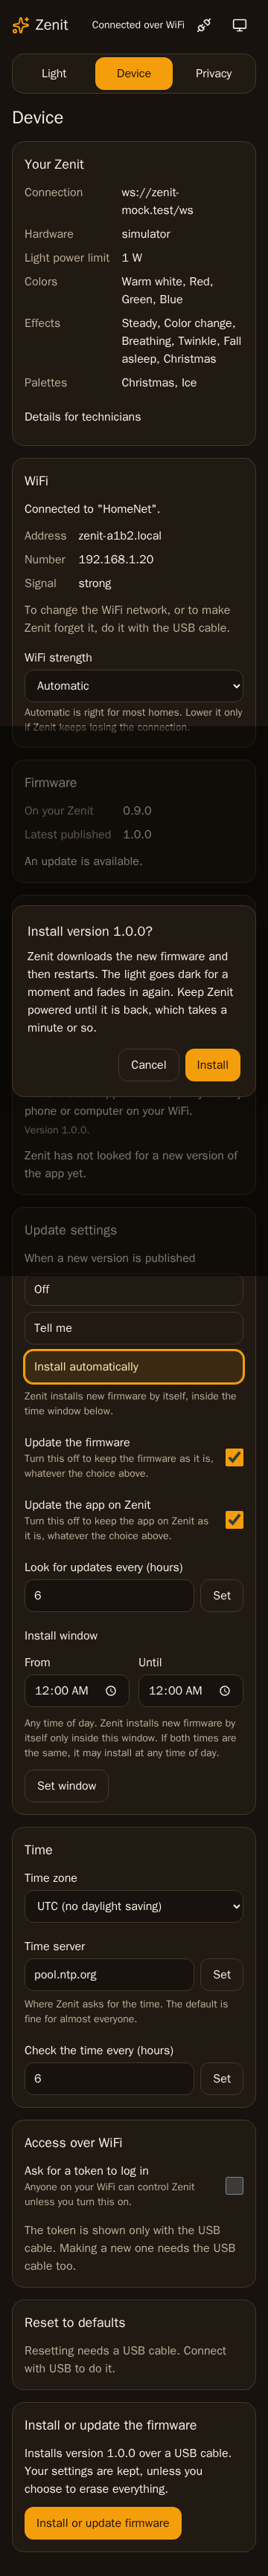 Zenit
Connected over WiFi
Light
Device
Privacy
Device
Your Zenit
Connection
ws://zenit-
mock.test/ws
Hardware
simulator
Light power limit
1 W
Colors
Warm white, Red,
Green, Blue
Effects
Steady, Color change,
Breathing, Twinkle, Fall
asleep, Christmas
Palettes
Christmas, Ice
Details for technicians
WiFi
Connected to "HomeNet".
Address
zenit-a1b2.local
Number
192.168.1.20
Signal
strong
To change the WiFi network, or to make
Zenit forget it, do it with the USB cable.
WiFi strength
Automatic
Automatic is right for most homes. Lower it only
if Zenit keeps losing the connection.
Firmware
On your Zenit
0.9.0
Latest published
1.0.0
An update is available.
Install version 1.0.0?
Zenit downloads the new firmware and
then restarts. The light goes dark for a
moment and fades in again. Keep Zenit
powered until it is back, which takes a
minute or so.
Cancel
Install
phone or computer on your WiFi.
Version 1.0.0.
Zenit has not looked for a new version of
the app yet.
Update settings
When a new version is published
Off
Tell me
Install automatically
Zenit installs new firmware by itself, inside the
time window below.
Update the firmware
Turn this off to keep the firmware as it is,
whatever the choice above.
Update the app on Zenit
Turn this off to keep the app on Zenit as
it is, whatever the choice above.
Look for updates every (hours)
6
Set
Install window
From
Until
12:00 AM
12:00 AM
Any time of day. Zenit installs new firmware by
itself only inside this window. If both times are
the same, it may install at any time of day.
Set window
Time
Time zone
UTC (no daylight saving)
Time server
pool.ntp.org
Set
Where Zenit asks for the time. The default is
fine for almost everyone.
Check the time every (hours)
6
Set
Access over WiFi
Ask for a token to log in
Anyone on your WiFi can control Zenit
unless you turn this on.
The token is shown only with the USB
cable. Making a new one needs the USB
cable too.
Reset to defaults
Resetting needs a USB cable. Connect
with USB to do it.
Install or update the firmware
Installs version 1.0.0 over a USB cable.
Your settings are kept, unless you
choose to erase everything.
Install or update firmware